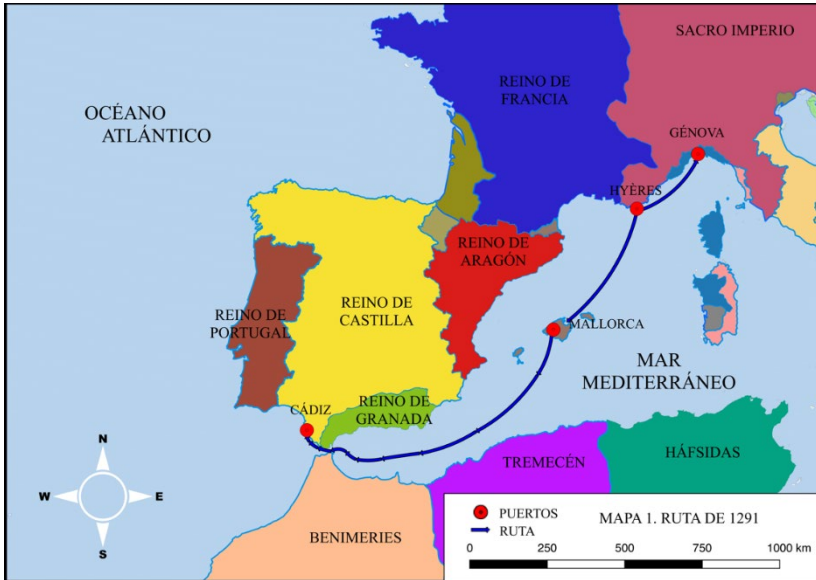 SACRO IMPERIO
REINO DE
FRANCIA
OCÉANO
ATLÁNTICO
GÉNOVA
HYÈRES
REINO DE
ARAGÓN
REINO DE
PORTUGAL
REINO DE
CASTILLA
MALLORCA
MAR
MEDITERRÁNEO
REINO DE
GRANADA
CÁDIZ
N
W
E
S
TREMECÉN
HÁFSIDAS
BENIMERIES
PUERTOS
RUTA
MAPA 1. RUTA DE 1291
0 250 500 750 1000 km